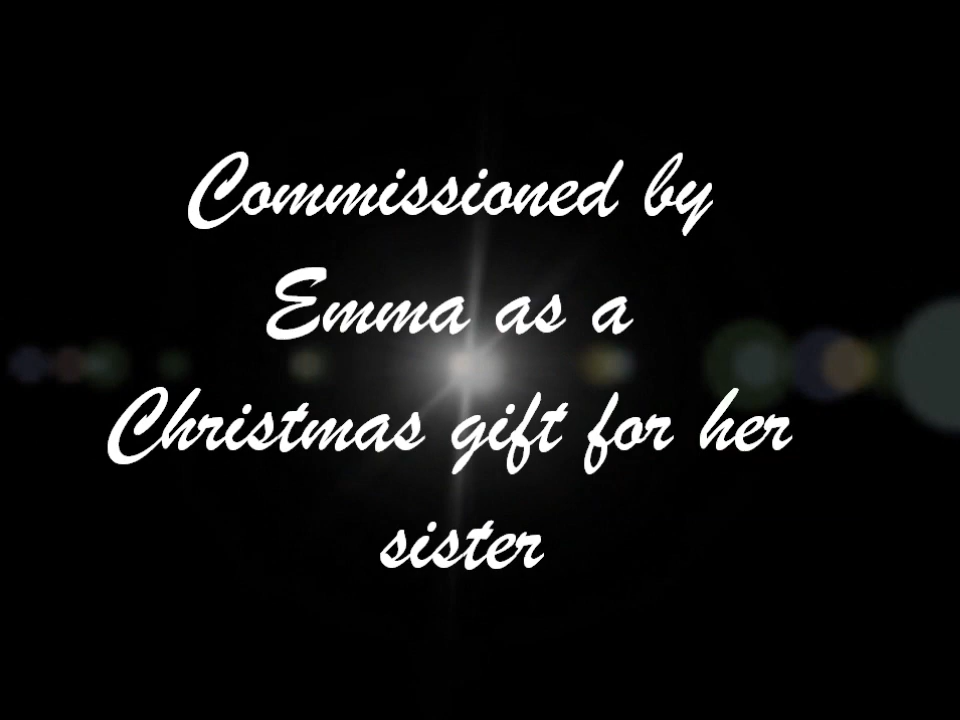 Commissioned by
Emma as a
Christmas gift for her
sister